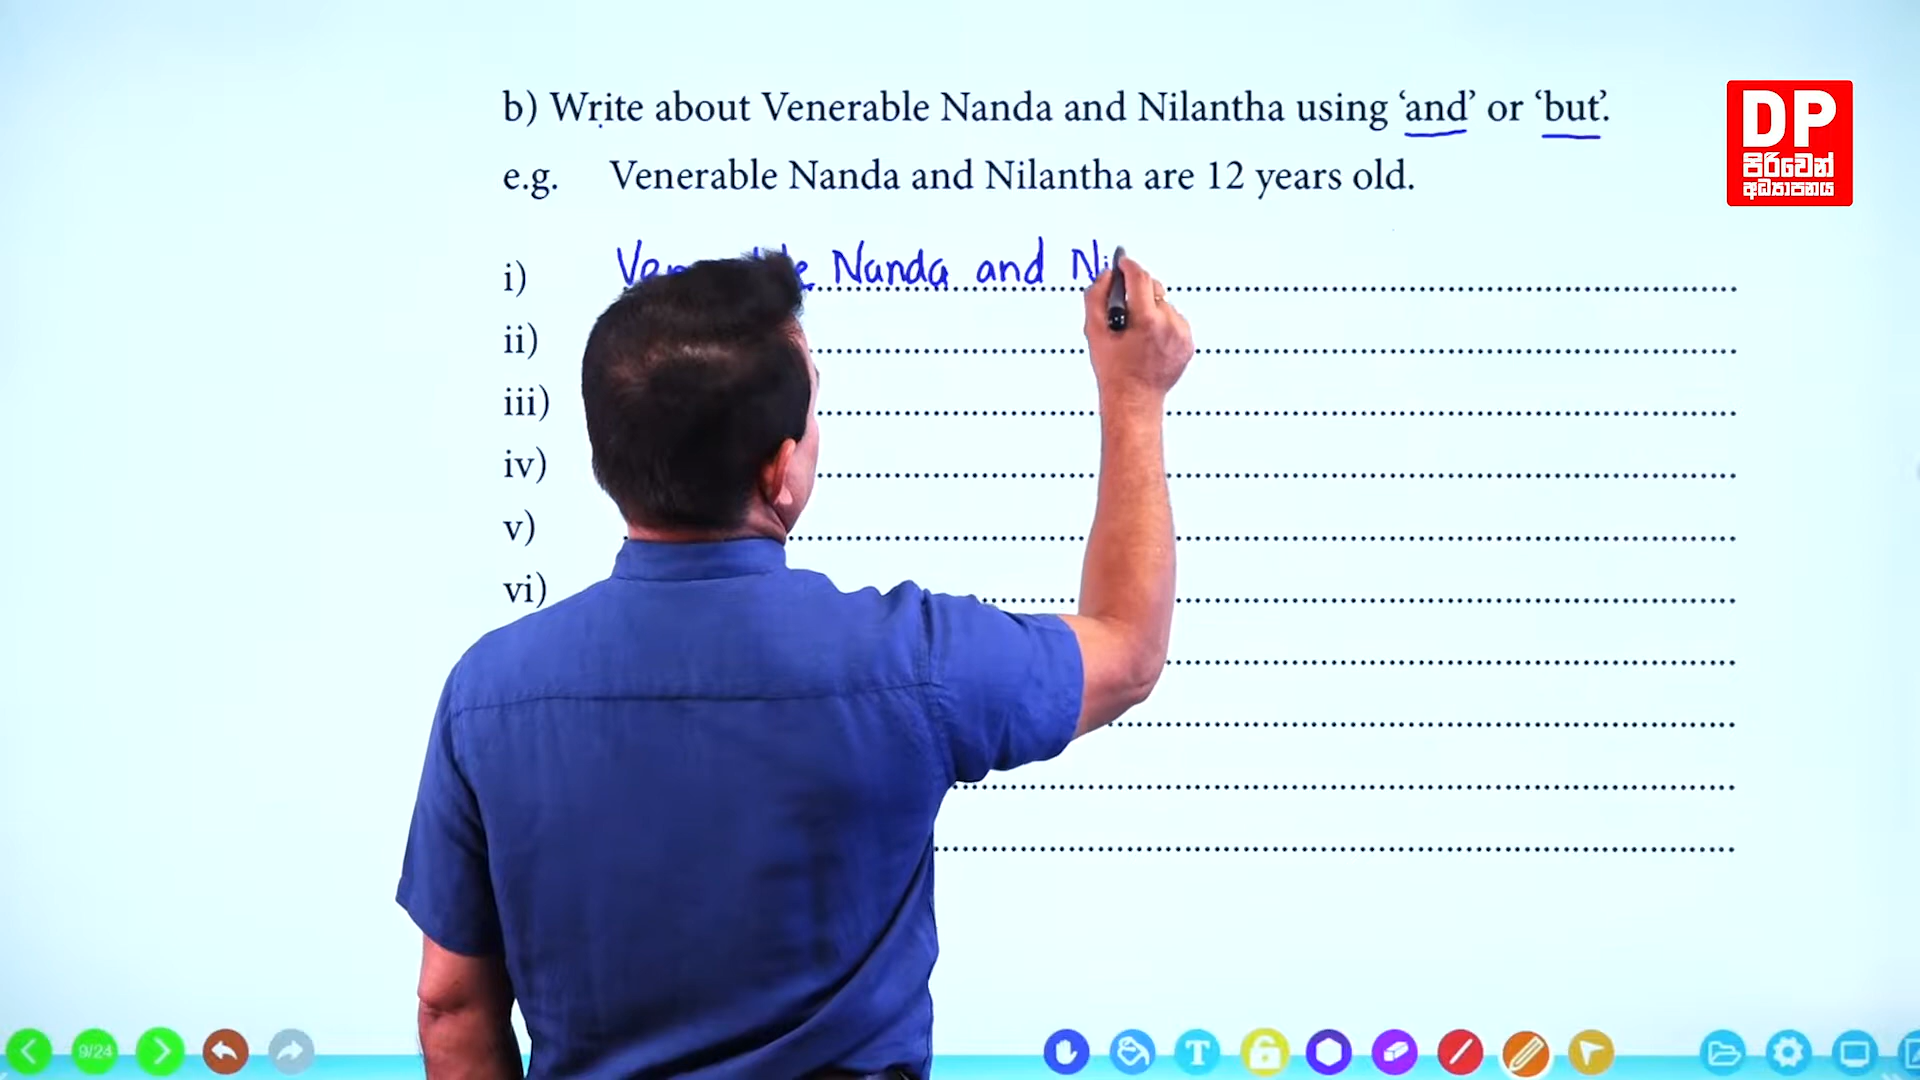 b) Write about Venerable Nanda and Nilantha using ‘and’ or ‘but’.
e.g. Venerable Nanda and Nilantha are 12 years old.
i) Nanda and
ii)
iii)
iv)
v)
vi)
DP
පිරිවෙන්
අධ්‍යාපනය
9/24
T